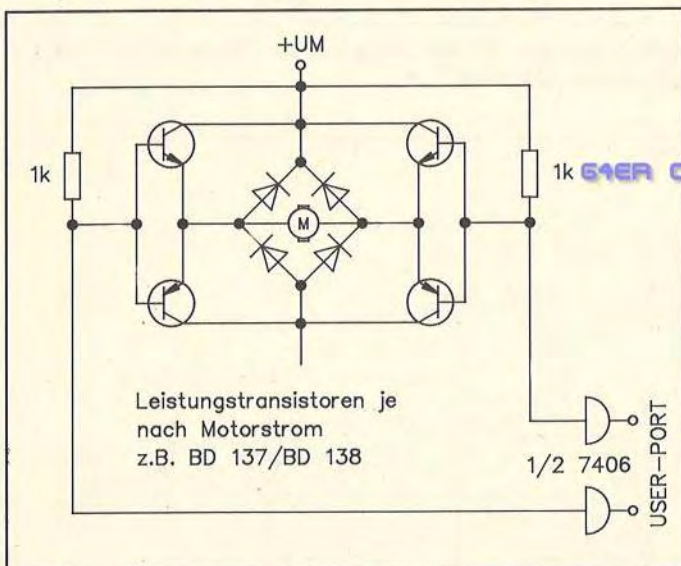 +UM
1k
M
1k 64ER O
Leistungstransistoren je
nach Motorstrom
z.B. BD 137/BD 138
1/2 7406
USER-PORT